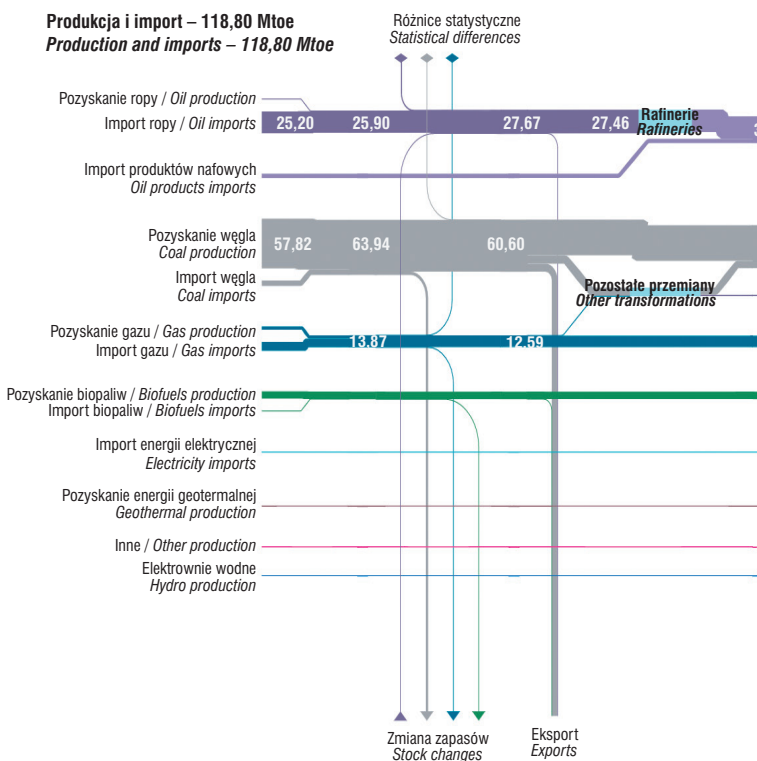 Produkcja i import – 118,80 Mtoe
Production and imports – 118,80 Mtoe
Różnice statystyczne
Statistical differences
Pozyskanie ropy / Oil production
Import ropy / Oil imports
25,20
25,90
27,67
27,46
Rafinerie
Rafineries
Import produktów nafowych
Oil products imports
Pozyskanie węgla
Coal production
57,82
63,94
60,60
Import węgla
Coal imports
Pozostałe przemiany
Other transformations
Pozyskanie gazu / Gas production
Import gazu / Gas imports
13,87
12,59
Pozyskanie biopaliw / Biofuels production
Import biopaliw / Biofuels imports
Import energii elektrycznej
Electricity imports
Pozyskanie energii geotermalnej
Geothermal production
Inne / Other production
Elektrownie wodne
Hydro production
Zmiana zapasów
Stock changes
Eksport
Exports